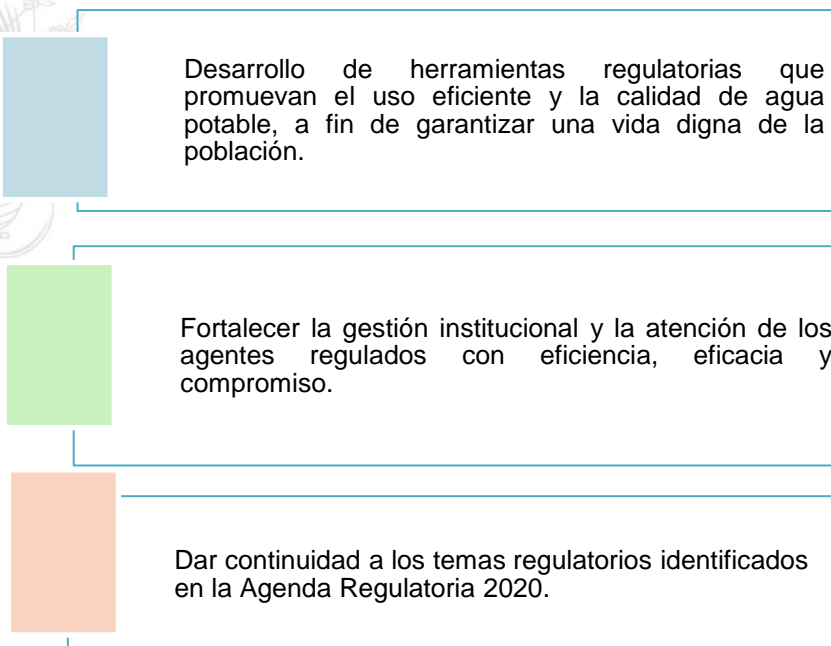 Desarrollo de herramientas regulatorias que
promuevan el uso eficiente y la calidad de agua
potable, a fin de garantizar una vida digna de la
población.
Fortalecer la gestión institucional y la atención de los
agentes regulados con eficiencia, eficacia y
compromiso.
Dar continuidad a los temas regulatorios identificados
en la Agenda Regulatoria 2020.